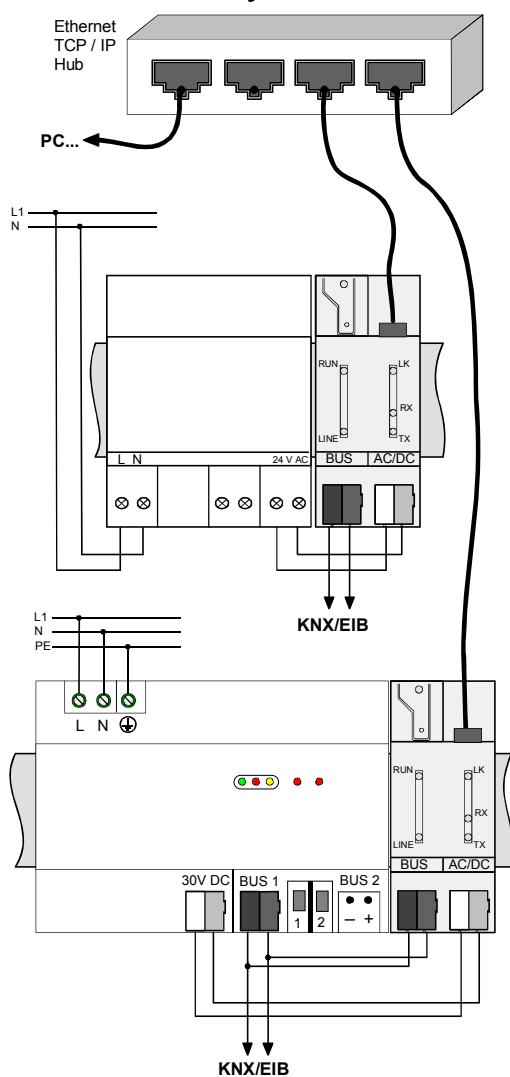 Ethernet
TCP / IP
Hub
PC...
L1
N
RUN
LK
RX
LINE
TX
L N
24 V AC
BUS
AC/DC
KNX/EIB
L1
N
PE
L N
RUN
LK
RX
LINE
TX
BUS
AC/DC
30V DC
BUS 1
BUS 2
1
2
– +
KNX/EIB